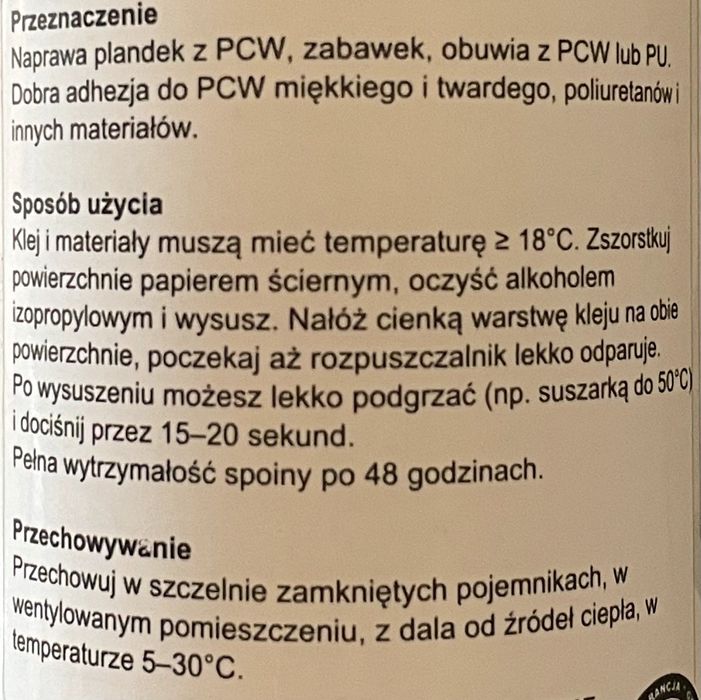 Przeznaczenie
Naprawa plandek z PCW, zabawek, obuwia z PCW lub PU.
Dobra adhezja do PCW miękkiego i twardego, poliuretanów i
innych materiałów.
Sposób użycia
Klej i materiały muszą mieć temperaturę ≥ 18°C. Zszorstkuj
powierzchnie papierem ściernym, oczyść alkoholem
izopropylowym i wysusz. Nałóż cienką warstwę kleju na obie
powierzchnie, poczekaj aż rozpuszczalnik lekko odparuje.
Po wysuszeniu możesz lekko podgrzać (np. suszarką do 50°C)
i dociśnij przez 15–20 sekund.
Pełna wytrzymałość spoiny po 48 godzinach.
Przechowywanie
Przechowuj w szczelnie zamkniętych pojemnikach, w
wentylowanym pomieszczeniu, z dala od źródeł ciepła, w
temperaturze 5–30°C.